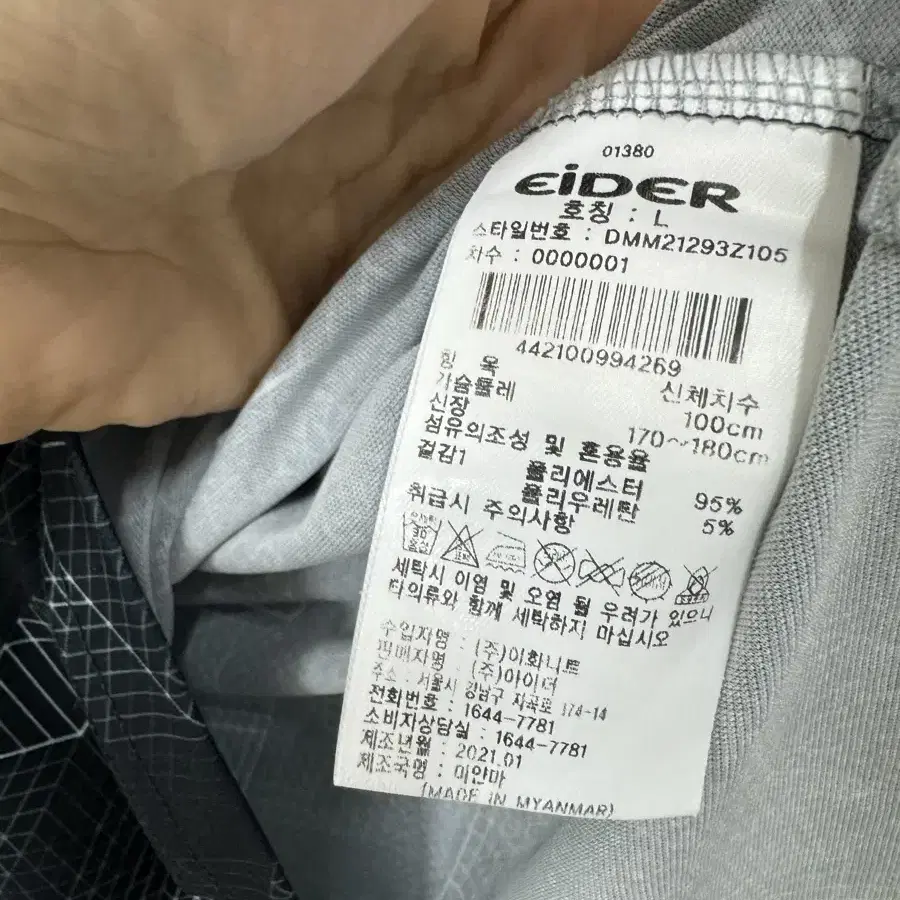 01380
EiDER
호칭 : L
스타일번호 : DMM21293Z105
차수 : 0000001
442100994269
항 목 신체치수
가슴둘레 100cm
신장 170~180cm
섬유의조성 및 혼용율
겉감1 폴리에스터 95%
폴리우레탄 5%
취급시 주의사항
세탁시 이염 및 오염 될 우려가 있으니
타의류와 함께 세탁하지 마십시오
수입자명 : (주)이화니트
판매자명 : (주)아이더
주소 : 서울시 강남구 자곡로 174-14
전화번호 : 1644-7781
소비자상담실 : 1644-7781
제조년월 : 2021.01
제조국명 : 미얀마
(MADE IN MYANMAR)